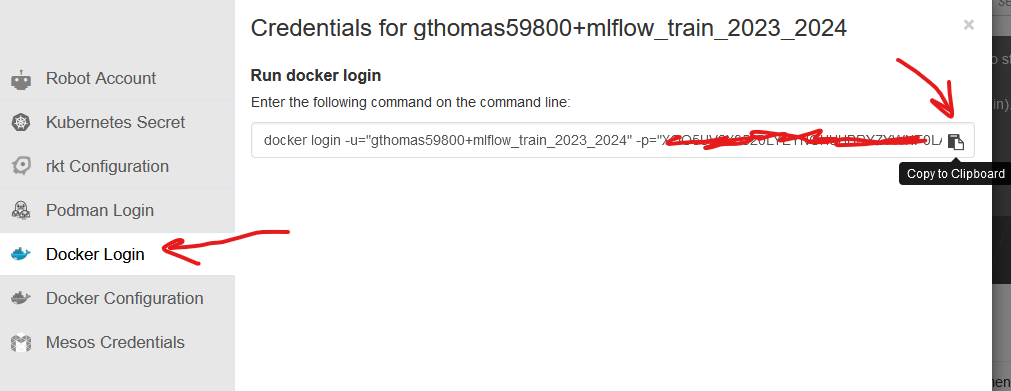 Credentials for gthomas59800+mlflow_train_2023_2024
Robot Account
Kubernetes Secret
rkt Configuration
Podman Login
Docker Login
Docker Configuration
Mesos Credentials
Run docker login
Enter the following command on the command line:
docker login -u="gthomas59800+mlflow_train_2023_2024" -p="
Copy to Clipboard